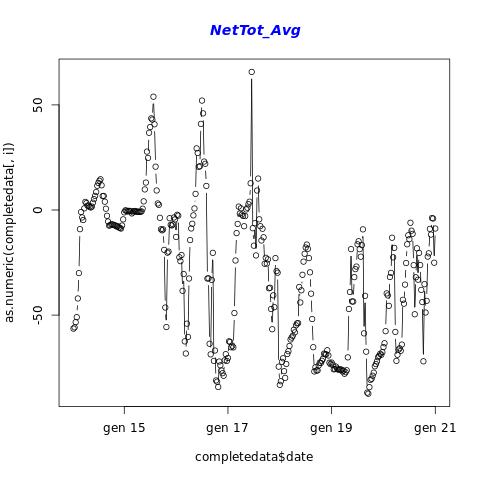 NetTot_Avg
as.numeric(completedata[, i])
50
0
-50
gen 15
gen 17
gen 19
gen 21
completedata$date